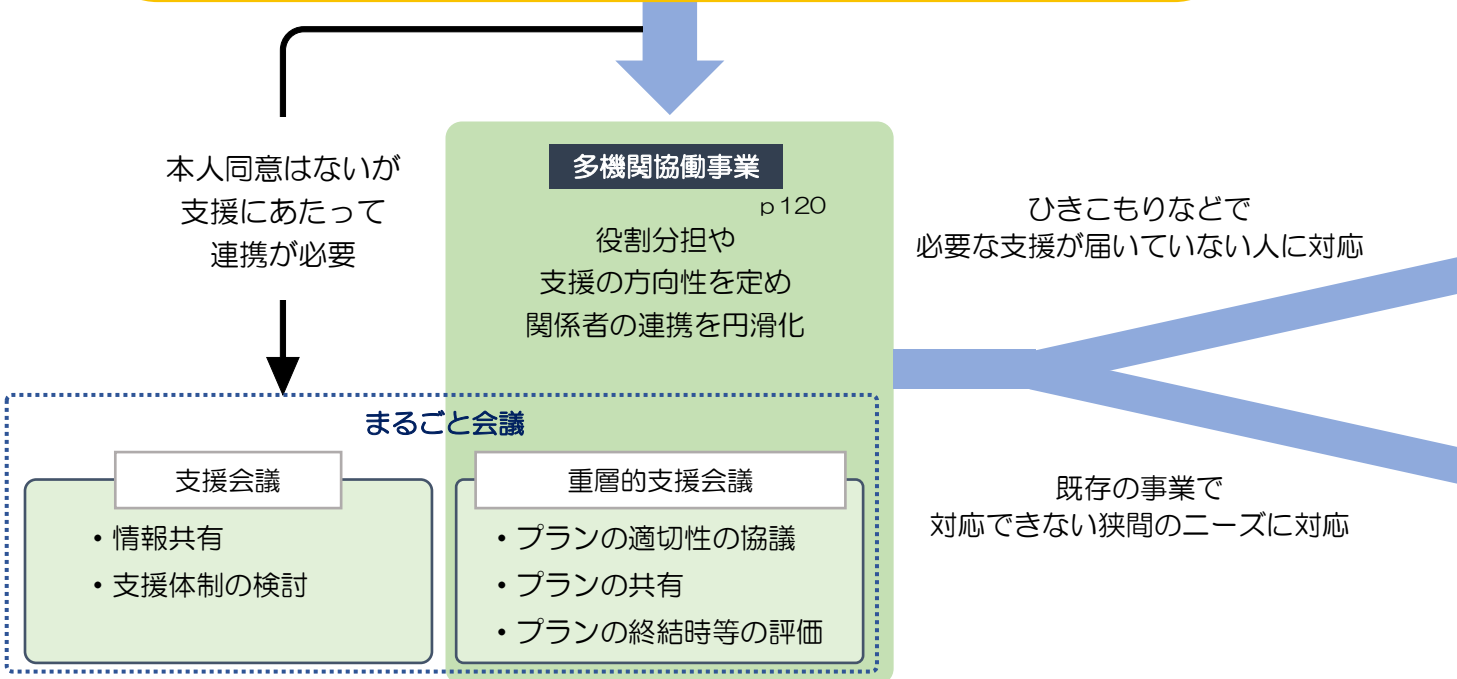 本人同意はないが
支援にあたって
連携が必要
多機関協働事業
p120
役割分担や
支援の方向性を定め
関係者の連携を円滑化
ひきこもりなどで
必要な支援が届いていない人に対応
既存の事業で
対応できない狭間のニーズに対応
まるごと会議
支援会議
・情報共有
・支援体制の検討
重層的支援会議
・プランの適切性の協議
・プランの共有
・プランの終結時等の評価